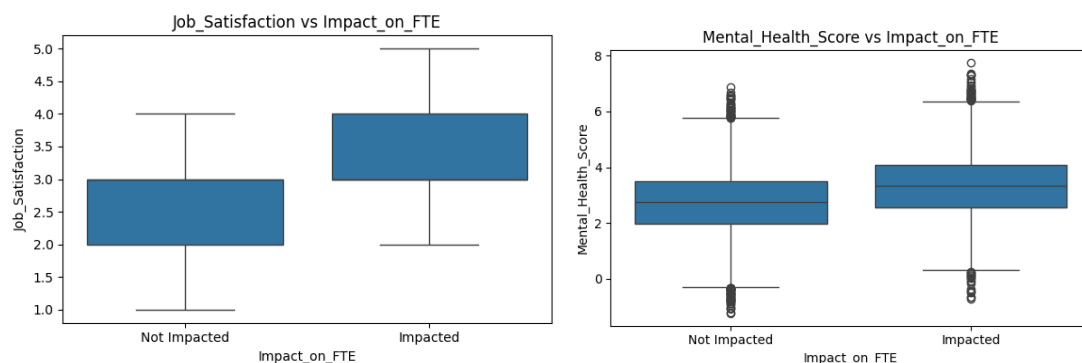 Job_Satisfaction vs Impact_on_FTE
Job_Satisfaction
5.0
4.5
4.0
3.5
3.0
2.5
2.0
1.5
1.0
Not Impacted
Impacted
Impact_on_FTE
Mental_Health_Score vs Impact_on_FTE
Mental_Health_Score
8
6
4
2
0
Not Impacted
Impacted
Impact_on_FTE